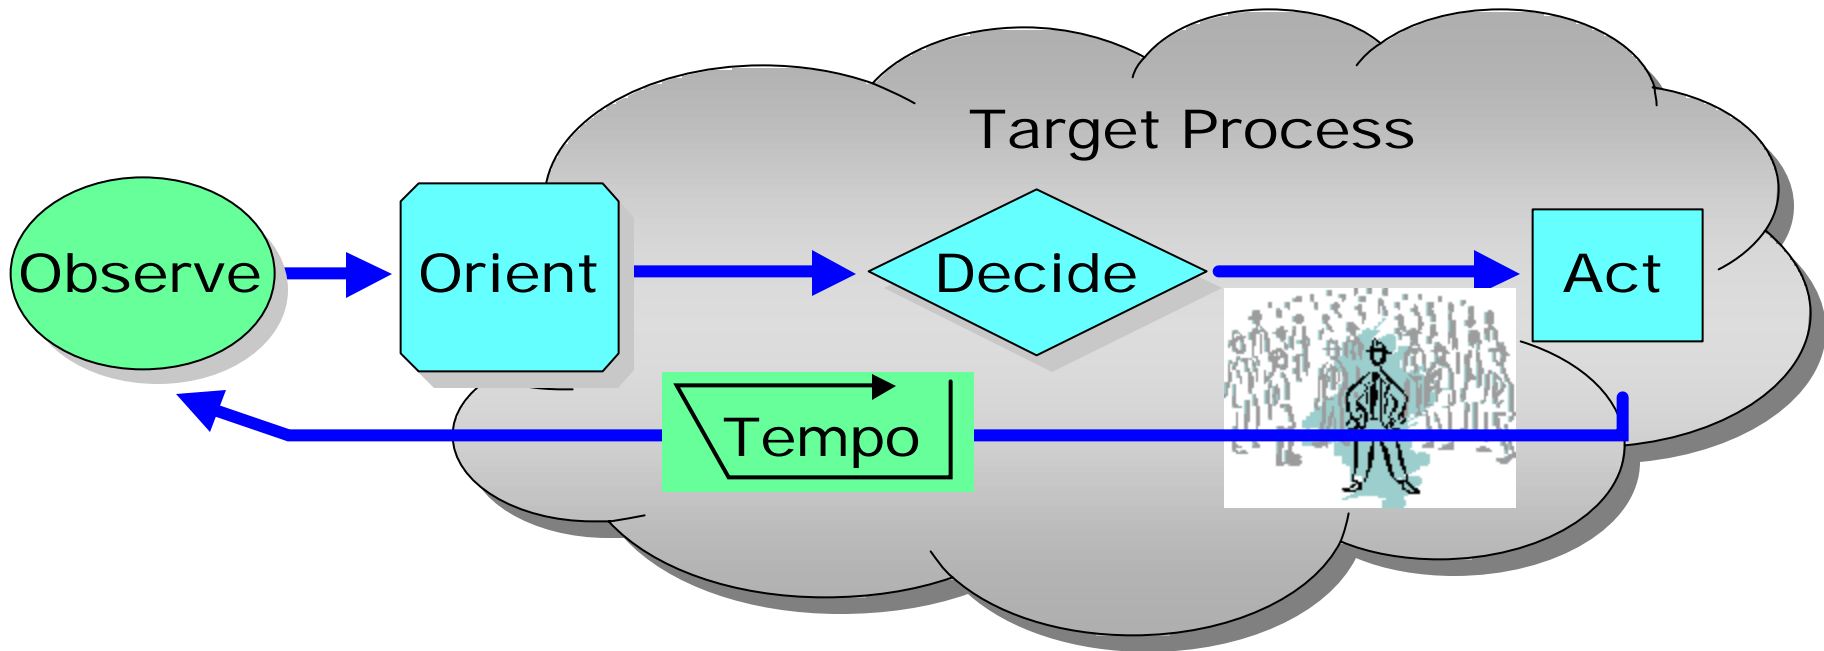 Target Process
Observe
Orient
Decide
Act
Tempo